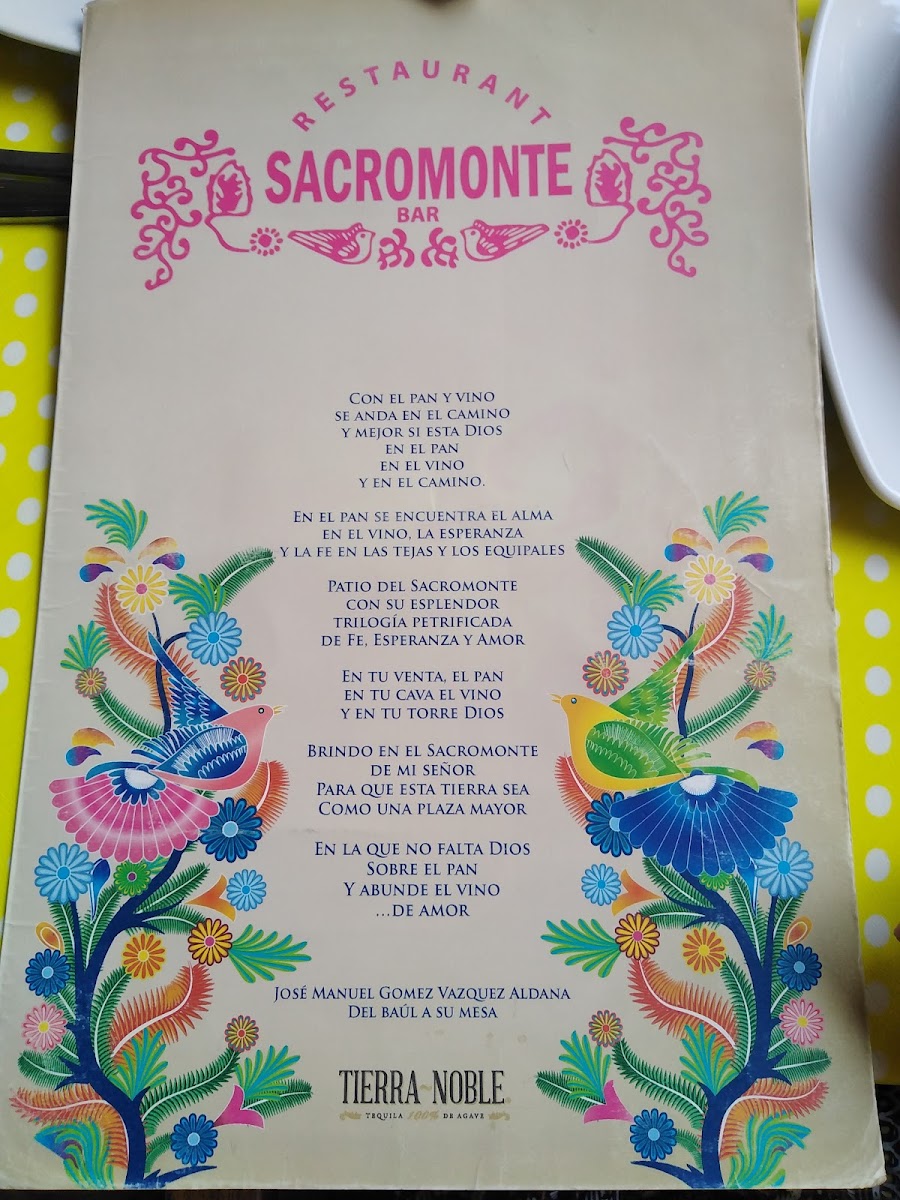 RESTAURANT
SACROMONTE
BAR
CON EL PAN Y VINO
SE ANDA EN EL CAMINO
Y MEJOR SI ESTA DIOS
EN EL PAN
EN EL VINO
Y EN EL CAMINO.
EN EL PAN SE ENCUENTRA EL ALMA
EN EL VINO, LA ESPERANZA
Y LA FE EN LAS TEJAS Y LOS EQUIPALES
PATIO DEL SACROMONTE
CON SU ESPLENDOR
TRILOGÍA PETRIFICADA
DE FE, ESPERANZA Y AMOR
EN TU VENTA, EL PAN
EN TU CAVA EL VINO
Y EN TU TORRE DIOS
BRINDO EN EL SACROMONTE
DE MI SEÑOR
PARA QUE ESTA TIERRA SEA
COMO UNA PLAZA MAYOR
EN LA QUE NO FALTA DIOS
SOBRE EL PAN
Y ABUNDE EL VINO
...DE AMOR
JOSÉ MANUEL GOMEZ VAZQUEZ ALDANA
DEL BAÚL A SU MESA
TIERRA~NOBLE
TEQUILA 100% DE AGAVE